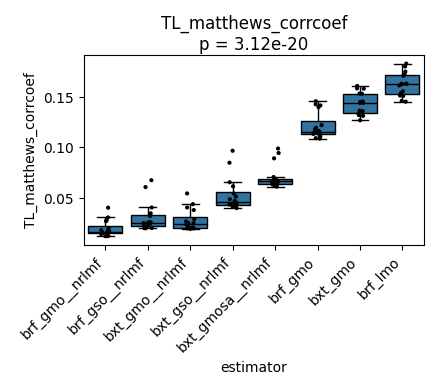 TL_matthews_corrcoef
p = 3.12e-20
TL_matthews_corrcoef
0.15
0.10
0.05
brf_gmo__nrlmf
brf_gso__nrlmf
bxt_gmo__nrlmf
bxt_gso__nrlmf
bxt_gmosa__nrlmf
brf_gmo
bxt_gmo
brf_lmo
estimator